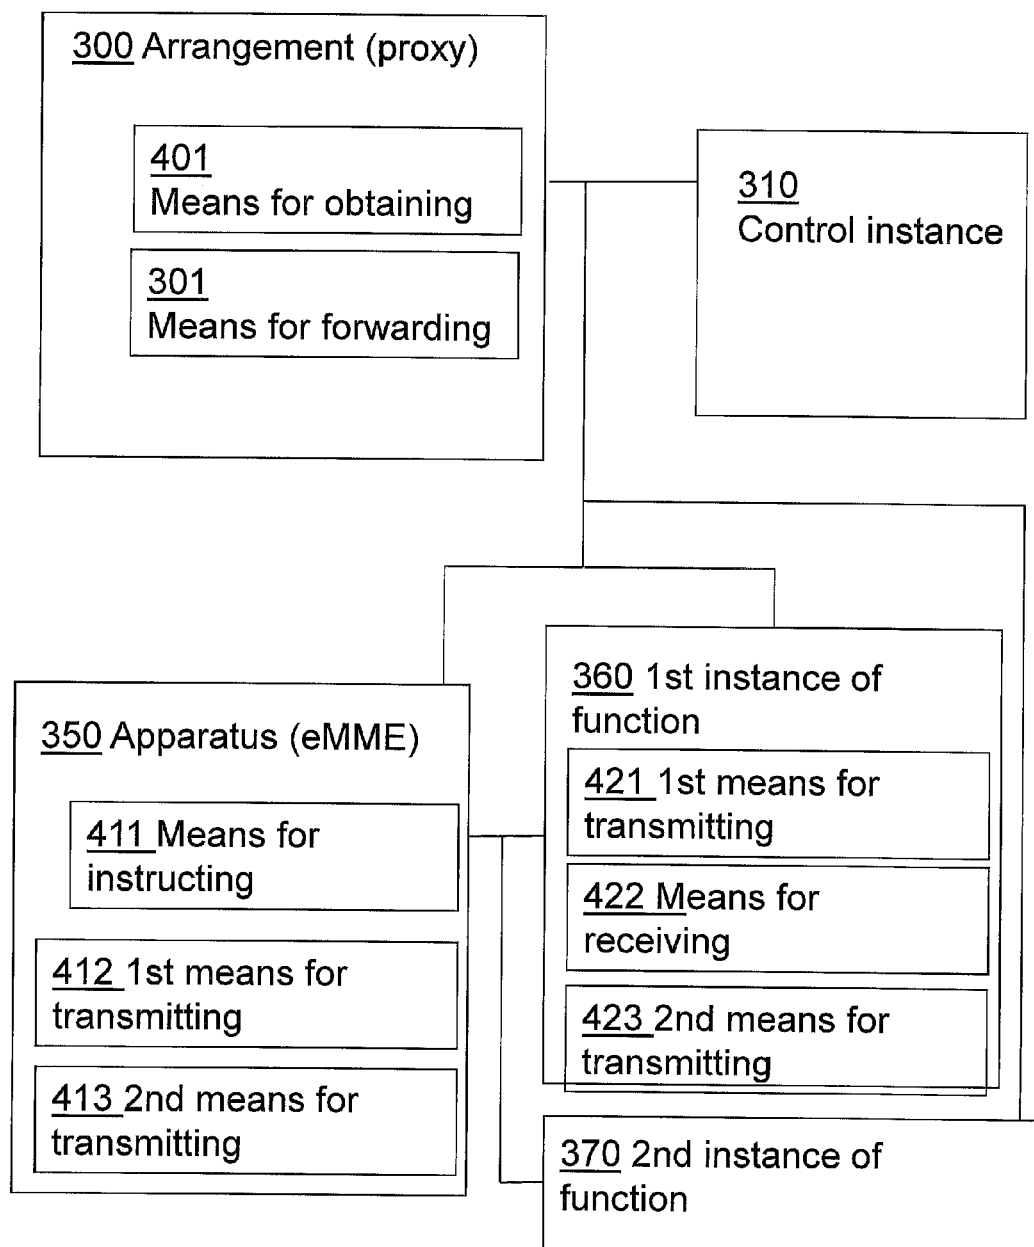 300 Arrangement (proxy)
401
Means for obtaining
301
Means for forwarding
310
Control instance
350 Apparatus (eMME)
411 Means for
instructing
412 1st means for
transmitting
413 2nd means for
transmitting
360 1st instance of
function
421 1st means for
transmitting
422 Means for
receiving
423 2nd means for
transmitting
370 2nd instance of
function